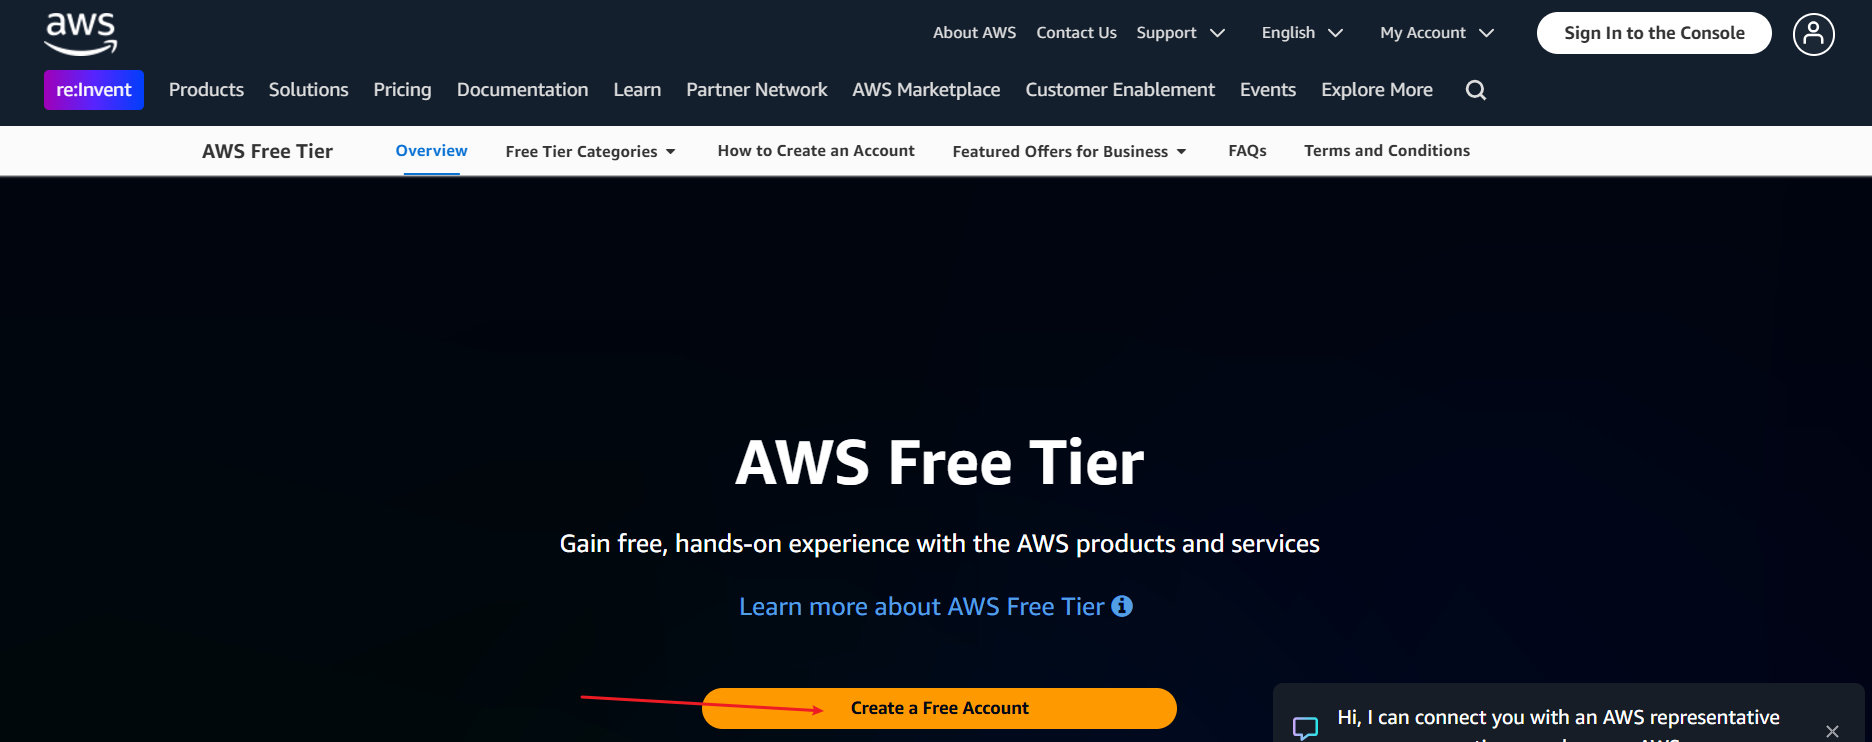 aws
About AWS Contact Us Support English My Account Sign In to the Console
re:Invent Products Solutions Pricing Documentation Learn Partner Network AWS Marketplace Customer Enablement Events Explore More
AWS Free Tier Overview Free Tier Categories How to Create an Account Featured Offers for Business FAQs Terms and Conditions
AWS Free Tier
Gain free, hands-on experience with the AWS products and services
Learn more about AWS Free Tier
Create a Free Account
Hi, I can connect you with an AWS representative